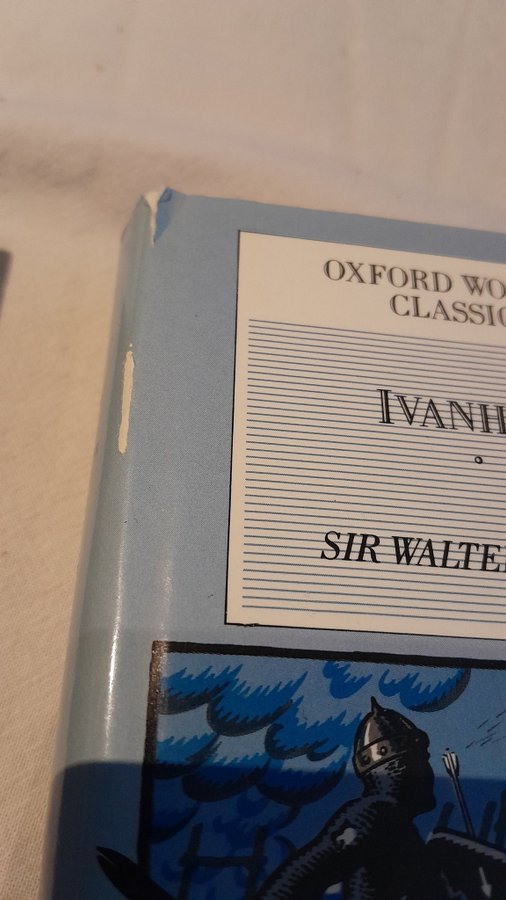 OXFORD WO
CLASSIC
IVANH
SIR WALTE